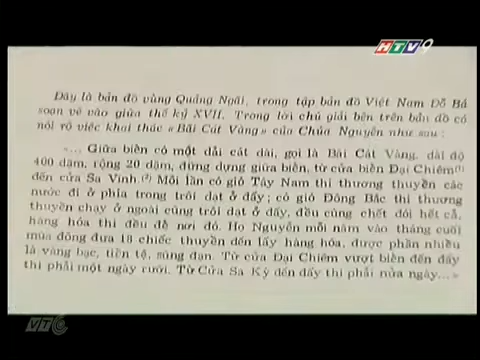 HTV9
Đây là bản đồ vùng Quảng Ngãi, trong tập bản đồ Việt Nam Đỗ Bá
soạn vẽ vào giữa thế kỷ XVII. Trong lời chú giải bên trên bản đồ có
nói rõ việc khai thác «Bãi Cát Vàng» của Chúa Nguyễn như sau :
«... Giữa biển có một dải cát dài, gọi là Bãi Cát Vàng, dài độ
400 dặm, rộng 20 dặm, đứng dựng giữa biển, từ cửa biển Đại Chiêm(1)
đến cửa Sa Vinh.(2) Mỗi lần có gió Tây Nam thì thương thuyền các
nước đi ở phía trong trôi dạt ở đấy; có gió Đông Bắc thì thương
thuyền chạy ở ngoài cũng trôi dạt ở đấy, đều cùng chết đói hết cả,
hàng hóa thì đều để nơi đó. Họ Nguyễn mỗi năm vào tháng cuối
mùa đông đưa 18 chiếc thuyền đến lấy hàng hóa, được phần nhiều
là vàng bạc, tiền tệ, súng đạn. Từ cửa Đại Chiêm vượt biển đến đấy
thì phải một ngày rưỡi. Từ Cửa Sa Kỳ đến đấy thì phải nửa ngày...»
VTC